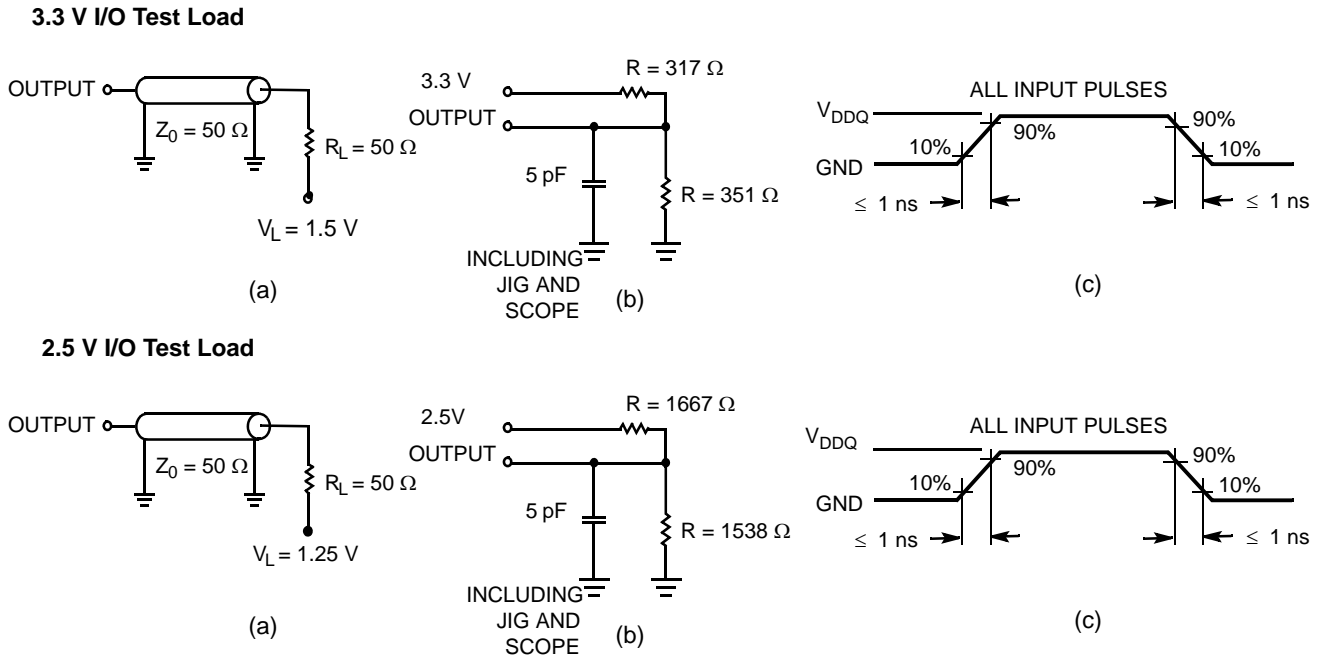 3.3 V I/O Test Load
OUTPUT
Z0 = 50 Ω
RL = 50 Ω
VL = 1.5 V
(a)
3.3 V
OUTPUT
R = 317 Ω
5 pF
R = 351 Ω
INCLUDING
JIG AND
SCOPE
(b)
ALL INPUT PULSES
VDDQ
GND
10%
90%
90%
10%
≤ 1 ns
≤ 1 ns
(c)
2.5 V I/O Test Load
OUTPUT
Z0 = 50 Ω
RL = 50 Ω
VL = 1.25 V
(a)
2.5V
OUTPUT
R = 1667 Ω
5 pF
R = 1538 Ω
INCLUDING
JIG AND
SCOPE
(b)
ALL INPUT PULSES
VDDQ
GND
10%
90%
90%
10%
≤ 1 ns
≤ 1 ns
(c)